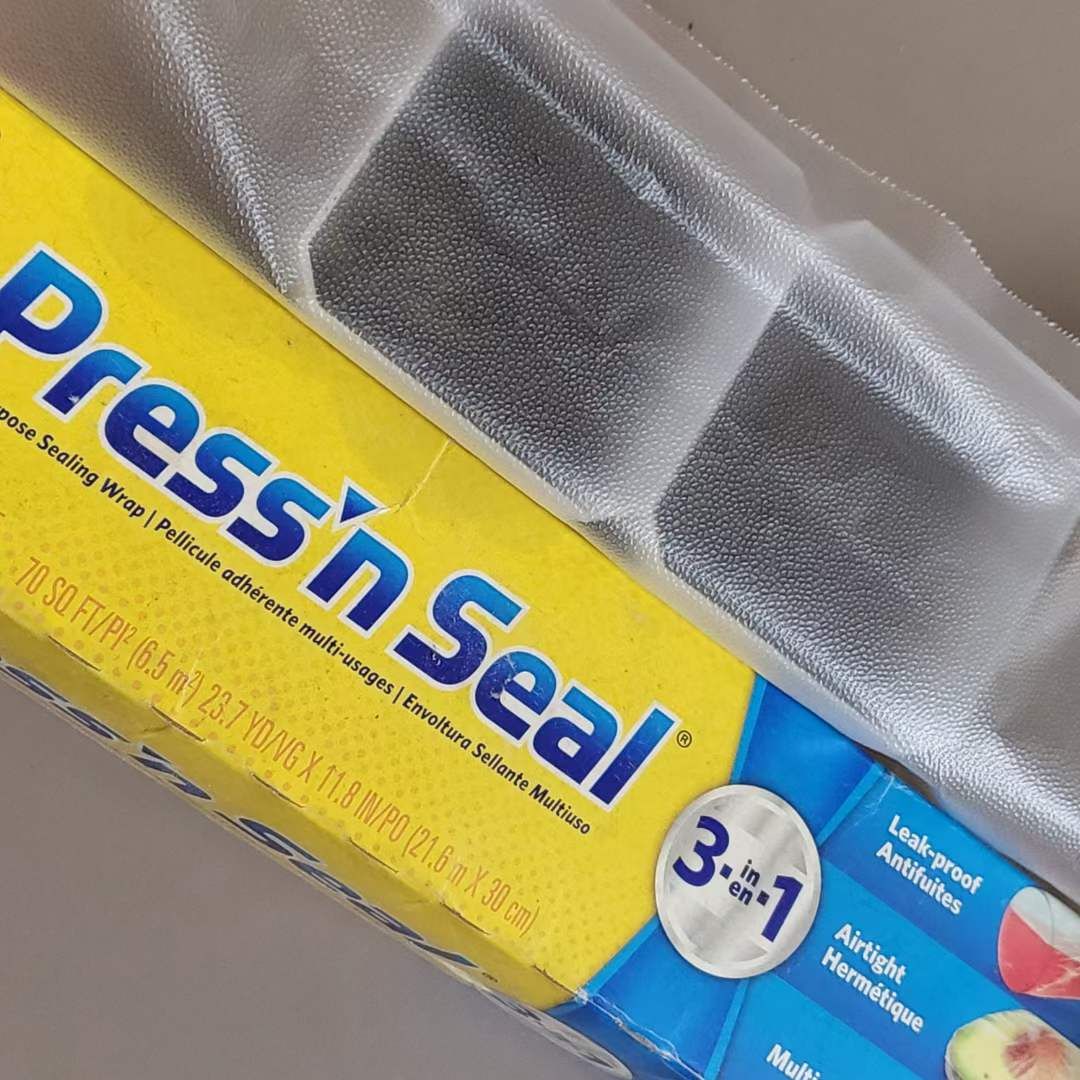 Press'n Seal®
Sealing Wrap | Pellicule adhérente multi-usages | Envoltura Sellante Multiuso
70 SQ FT/PI² (6.5 m²) 23.7 YD/VG X 11.8 IN/PO (21.6 m X 30 cm)
3-in-1
en
Leak-proof
Antifuites
Airtight
Hermétique
Seal